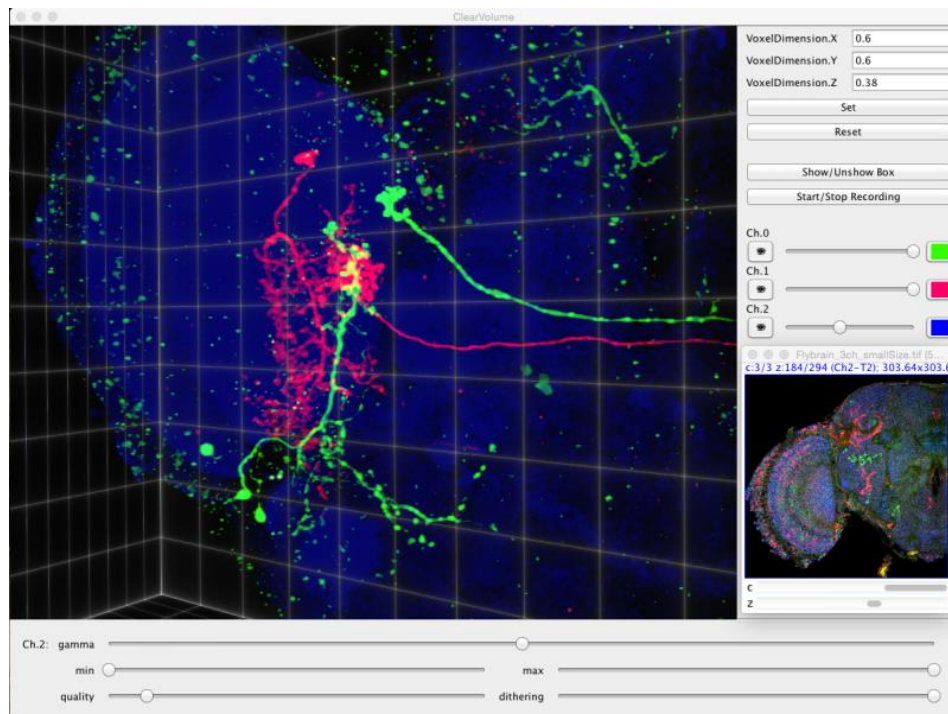 ClearVolume
VoxelDimension.X 0.6
VoxelDimension.Y 0.6
VoxelDimension.Z 0.38
Set
Reset
Show/Unshow Box
Start/Stop Recording
Ch.0
Ch.1
Ch.2
Flybrain_3ch_smallSize.tif (5...
c:3/3 z:184/294 (Ch2-T2); 303.64x303.6
c
z
Ch.2: gamma
min max
quality dithering